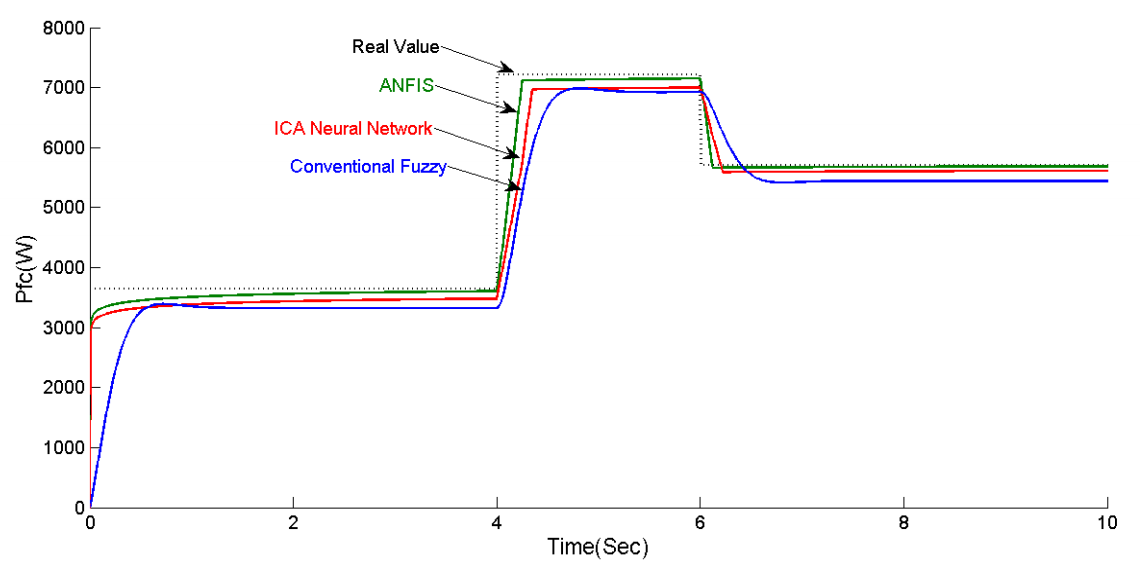 8000
Real Value
7000
ANFIS
ICA Neural Network
6000
Conventional Fuzzy
5000
4000
3000
2000
1000
0
Pfc(W)
0 2 4 6 8 10
Time(Sec)